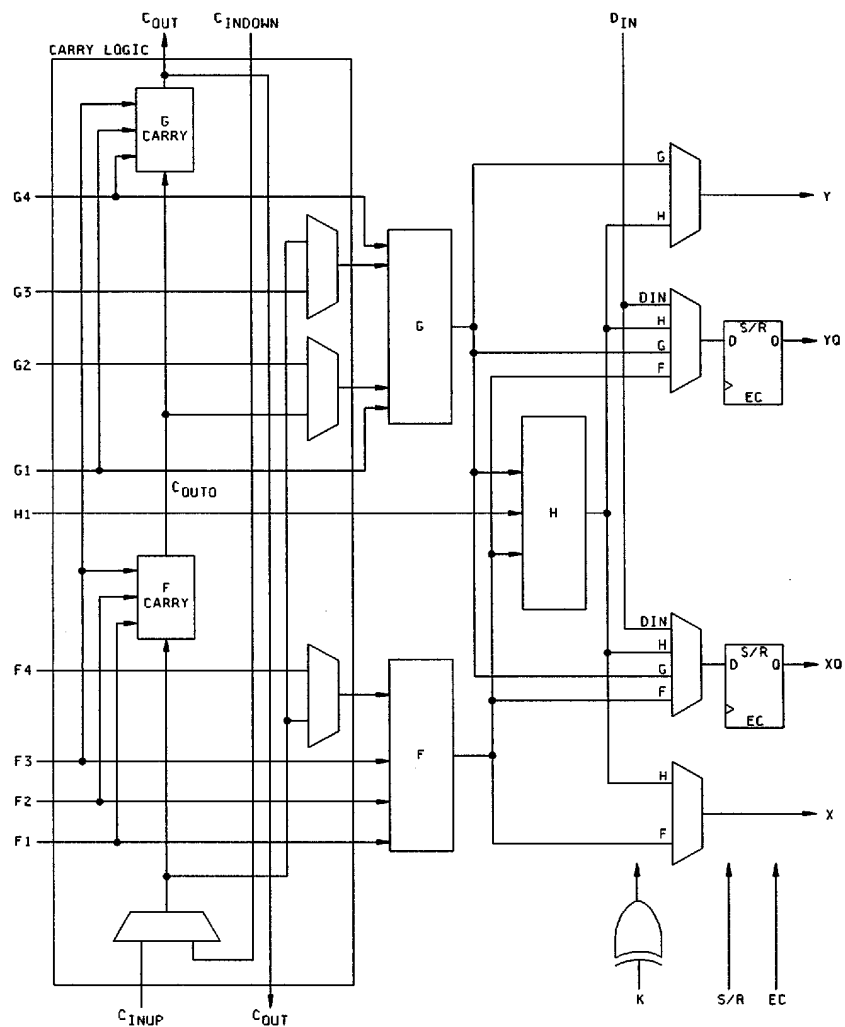 COUT CINDOWN DIN
CARRY LOGIC
G
CARRY
G4
G3
G2
G1
COUTO
H1
F
CARRY
F4
F3
F2
F1
CINUP COUT
G
F
H
G
H
Y
DIN
H
G
F
S/R
D Q
EC
YQ
DIN
H
G
F
S/R
D Q
EC
XQ
H
F
X
K S/R EC